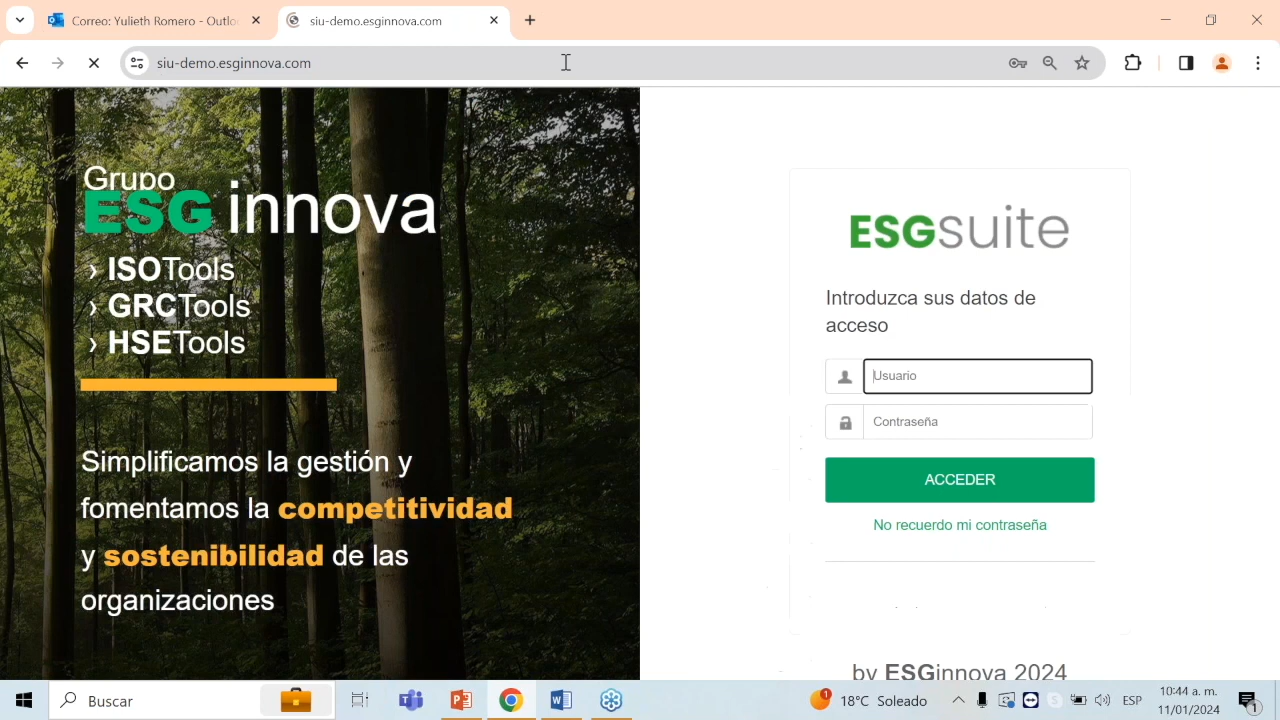 Correo: Yulieth Romero - Outlo
siu-demo.esginnova.com
siu-demo.esginnova.com
Grupo
ESG innova
› ISOTools
› GRCTools
› HSETools
Simplificamos la gestión y
fomentamos la competitividad
y sostenibilidad de las
organizaciones
ESGsuite
Introduzca sus datos de
acceso
Usuario
Contraseña
ACCEDER
No recuerdo mi contraseña
by ESGinnova 2024
Buscar
18°C Soleado
ESP
10:44 a. m.
11/01/2024
1